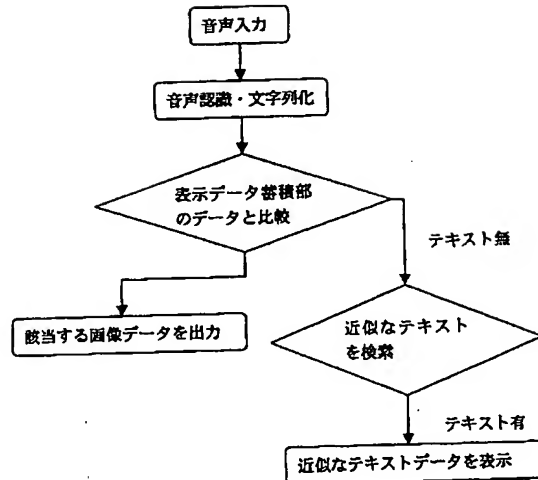 音声入力
音声認識・文字列化
表示データ蓄積部
のデータと比較
テキスト無
該当する画像データを出力
近似なテキスト
を検索
テキスト有
近似なテキストデータを表示